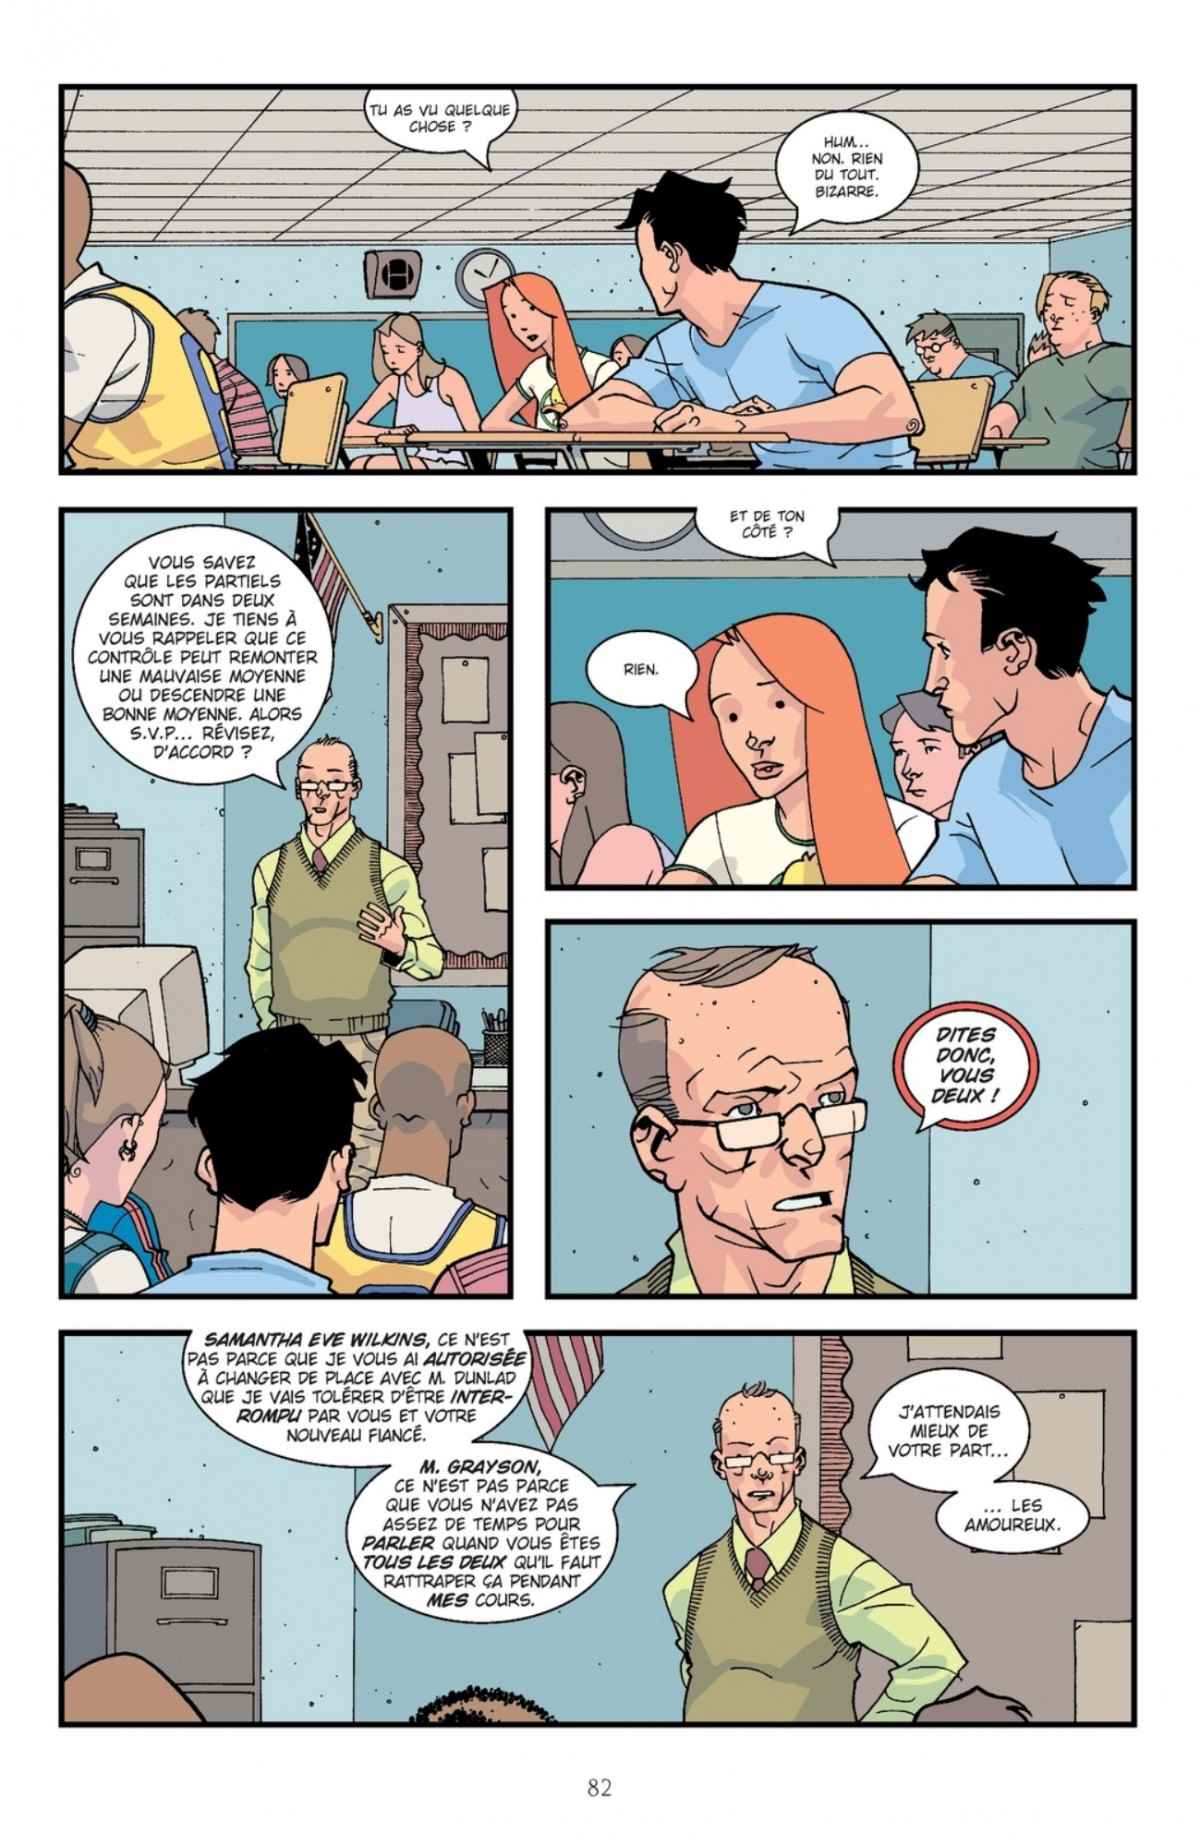 TU AS VU QUELQUE
CHOSE ?
HUM...
NON. RIEN
DU TOUT.
BIZARRE.
VOUS SAVEZ
QUE LES PARTIELS
SONT DANS DEUX
SEMAINES. JE TIENS À
VOUS RAPPELER QUE CE
CONTRÔLE PEUT REMONTER
UNE MAUVAISE MOYENNE
OU DESCENDRE UNE
BONNE MOYENNE. ALORS
S.V.P... RÉVISEZ,
D'ACCORD ?
ET DE TON
CÔTÉ ?
RIEN.
DITES
DONC,
VOUS
DEUX !
SAMANTHA EVE WILKINS, CE N'EST
PAS PARCE QUE JE VOUS AI AUTORISÉE
À CHANGER DE PLACE AVEC M. DUNLAD
QUE JE VAIS TOLÉRER D'ÊTRE INTER-
ROMPU PAR VOUS ET VOTRE
NOUVEAU FIANCÉ.
M. GRAYSON,
CE N'EST PAS PARCE
QUE VOUS N'AVEZ PAS
ASSEZ DE TEMPS POUR
PARLER QUAND VOUS ÊTES
TOUS LES DEUX QU'IL FAUT
RATTRAPER ÇA PENDANT
MES COURS.
J'ATTENDAIS
MIEUX DE
VOTRE PART...
... LES
AMOUREUX.
82